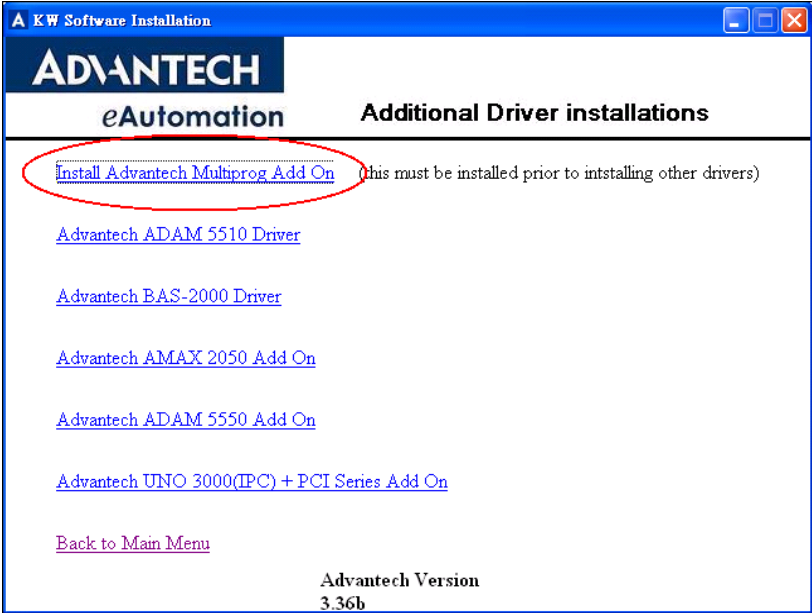 KW Software Installation
ADVANTECH
eAutomation
Additional Driver installations
Install Advantech Multiprog Add On (this must be installed prior to intstalling other drivers)
Advantech ADAM 5510 Driver
Advantech BAS-2000 Driver
Advantech AMAX 2050 Add On
Advantech ADAM 5550 Add On
Advantech UNO 3000(IPC) + PCI Series Add On
Back to Main Menu
Advantech Version
3.36b